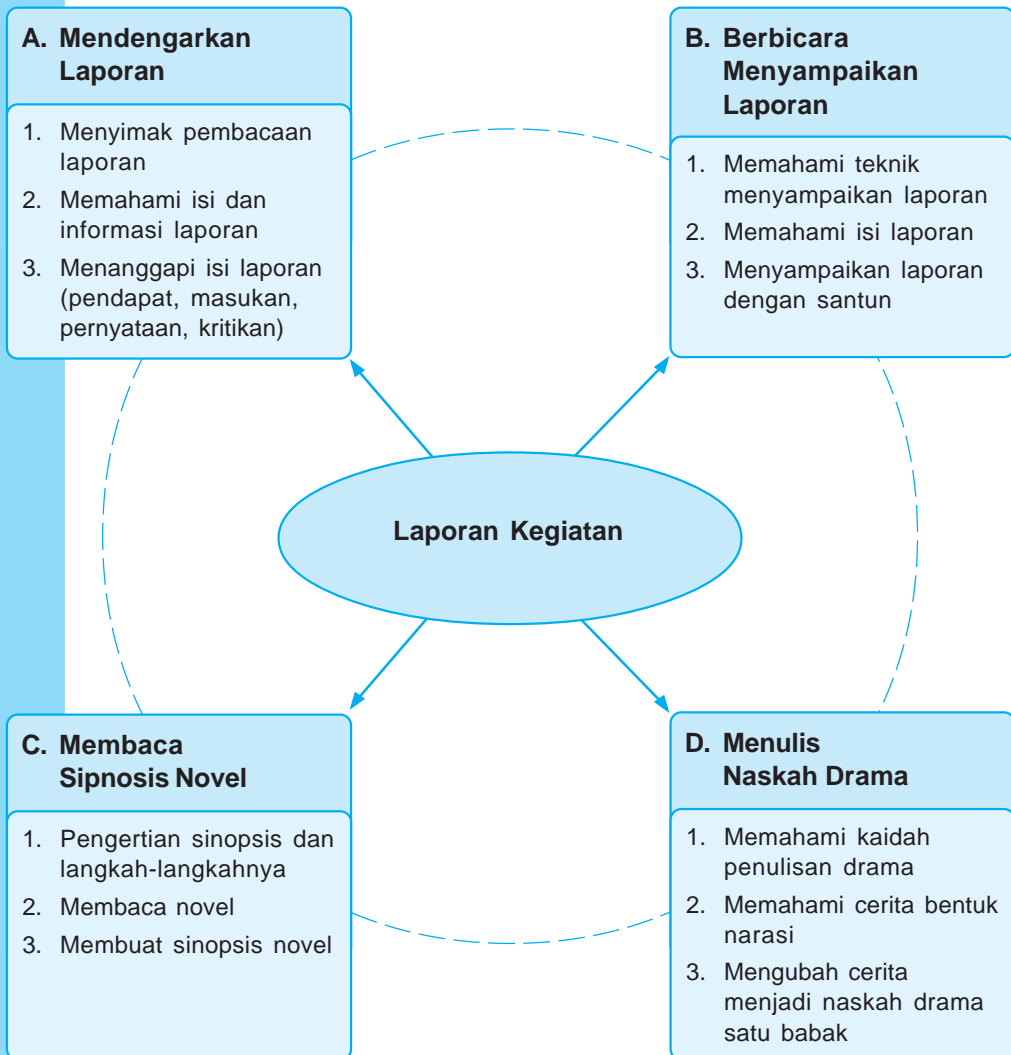 A. Mendengarkan
Laporan
1. Menyimak pembacaan
laporan
2. Memahami isi dan
informasi laporan
3. Menanggapi isi laporan
(pendapat, masukan,
pernyataan, kritikan)
B. Berbicara
Menyampaikan
Laporan
1. Memahami teknik
menyampaikan laporan
2. Memahami isi laporan
3. Menyampaikan laporan
dengan santun
Laporan Kegiatan
C. Membaca
Sipnosis Novel
1. Pengertian sinopsis dan
langkah-langkahnya
2. Membaca novel
3. Membuat sinopsis novel
D. Menulis
Naskah Drama
1. Memahami kaidah
penulisan drama
2. Memahami cerita bentuk
narasi
3. Mengubah cerita
menjadi naskah drama
satu babak